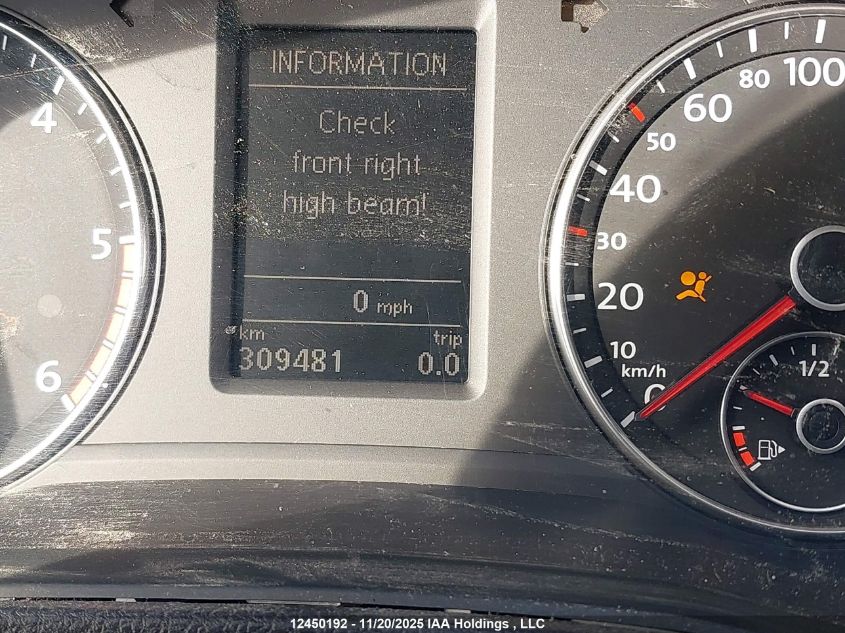 INFORMATION
Check
front right
high beam!
0 mph
km
trip
309481
0.0
4
5
6
100
80
60
50
40
30
20
10
km/h
0
1/2
12450192 - 11/20/2025 IAA Holdings , LLC